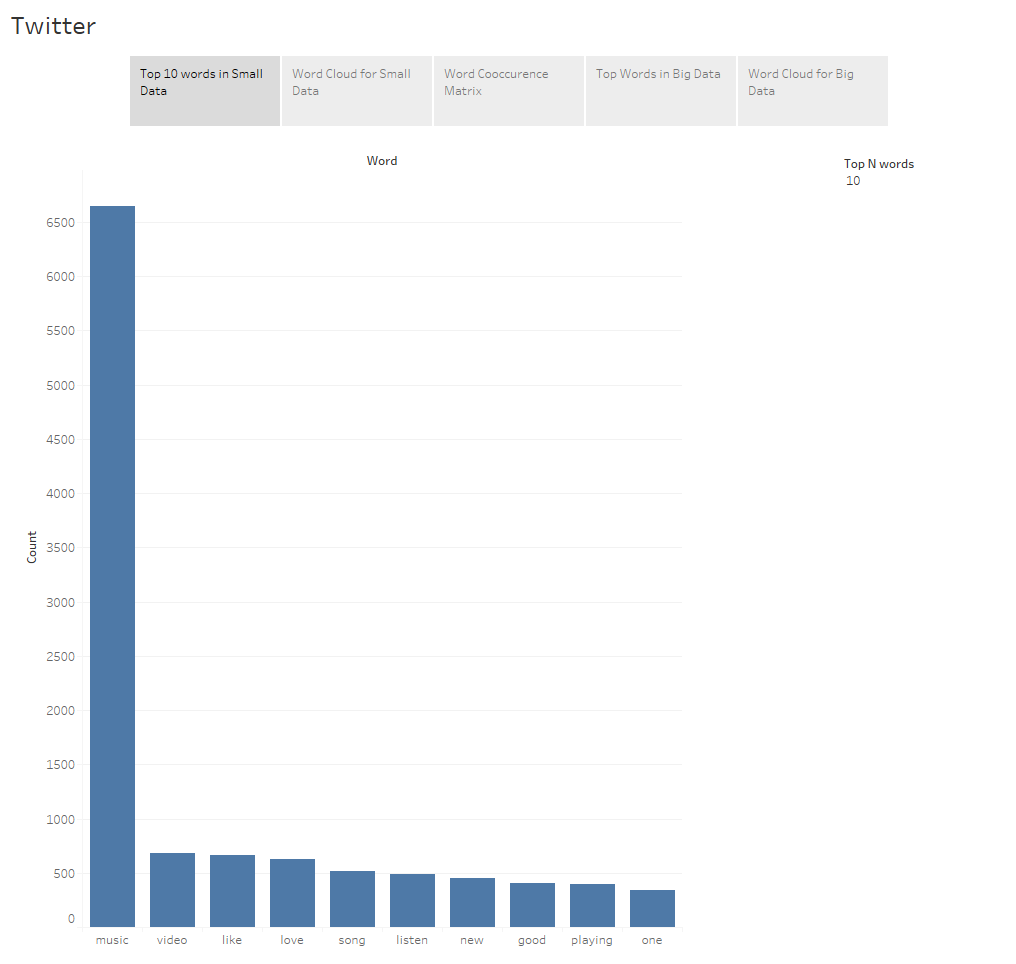 Twitter
Top 10 words in Small
Data
Word Cloud for Small
Data
Word Cooccurence
Matrix
Top Words in Big Data
Word Cloud for Big
Data
Word
Top N words
10
6500
6000
5500
5000
4500
4000
3500
3000
2500
2000
1500
1000
500
0
Count
music video like love song listen new good playing one